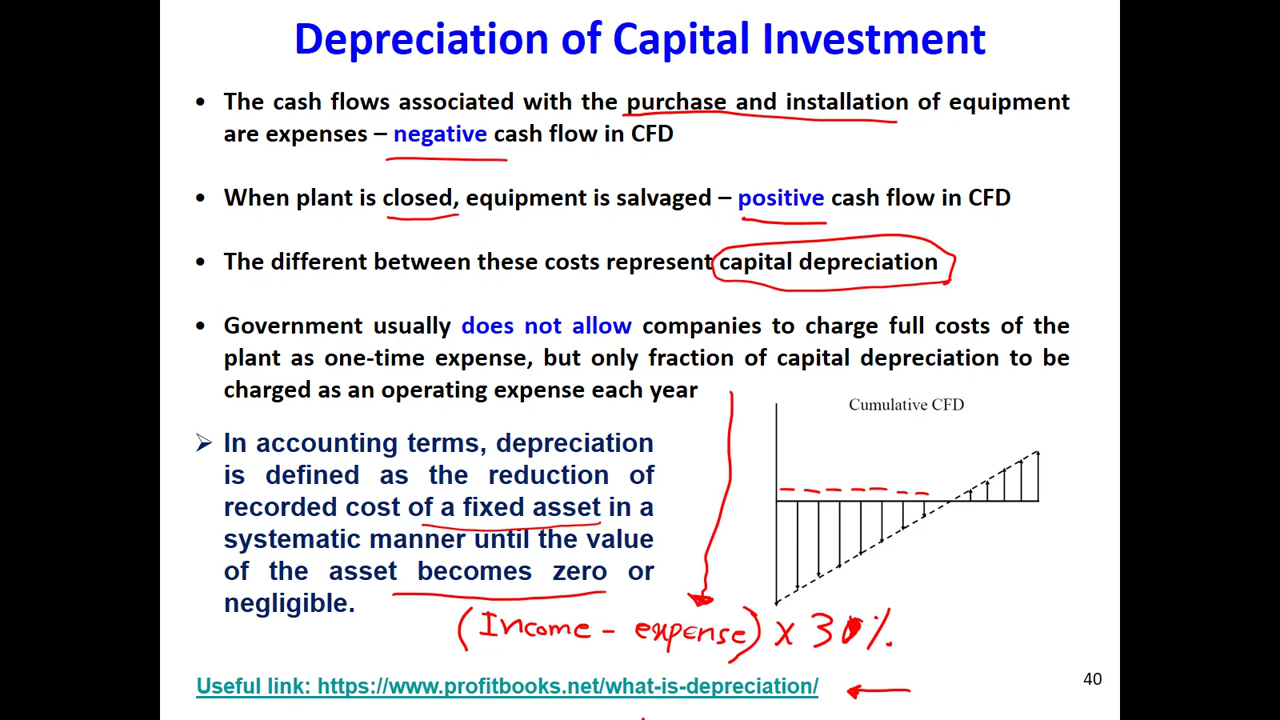 Depreciation of Capital Investment
• The cash flows associated with the purchase and installation of equipment
are expenses – negative cash flow in CFD
• When plant is closed, equipment is salvaged – positive cash flow in CFD
• The different between these costs represent capital depreciation
• Government usually does not allow companies to charge full costs of the
plant as one-time expense, but only fraction of capital depreciation to be
charged as an operating expense each year
Cumulative CFD
➢ In accounting terms, depreciation
is defined as the reduction of
recorded cost of a fixed asset in a
systematic manner until the value
of the asset becomes zero or
negligible.
(Income - expense) x 30%.
Useful link: https://www.profitbooks.net/what-is-depreciation/
40